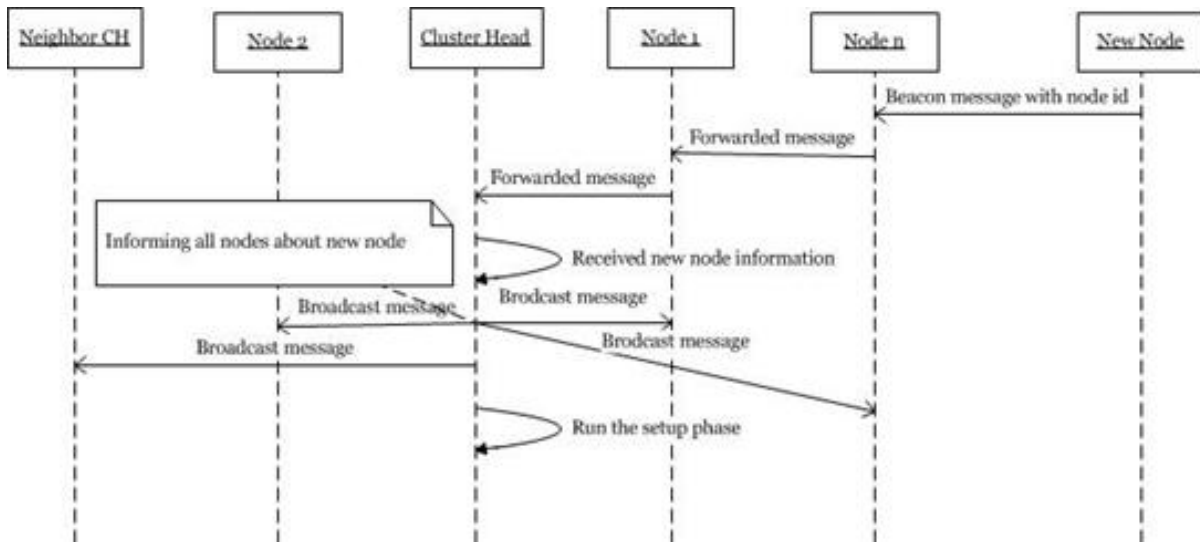 Neighbor CH
Node 2
Cluster Head
Node 1
Node n
New Node
Beacon message with node id
Forwarded message
Forwarded message
Informing all nodes about new node
Received new node information
Broadcast message
Brodcast message
Brodcast message
Broadcast message
Run the setup phase